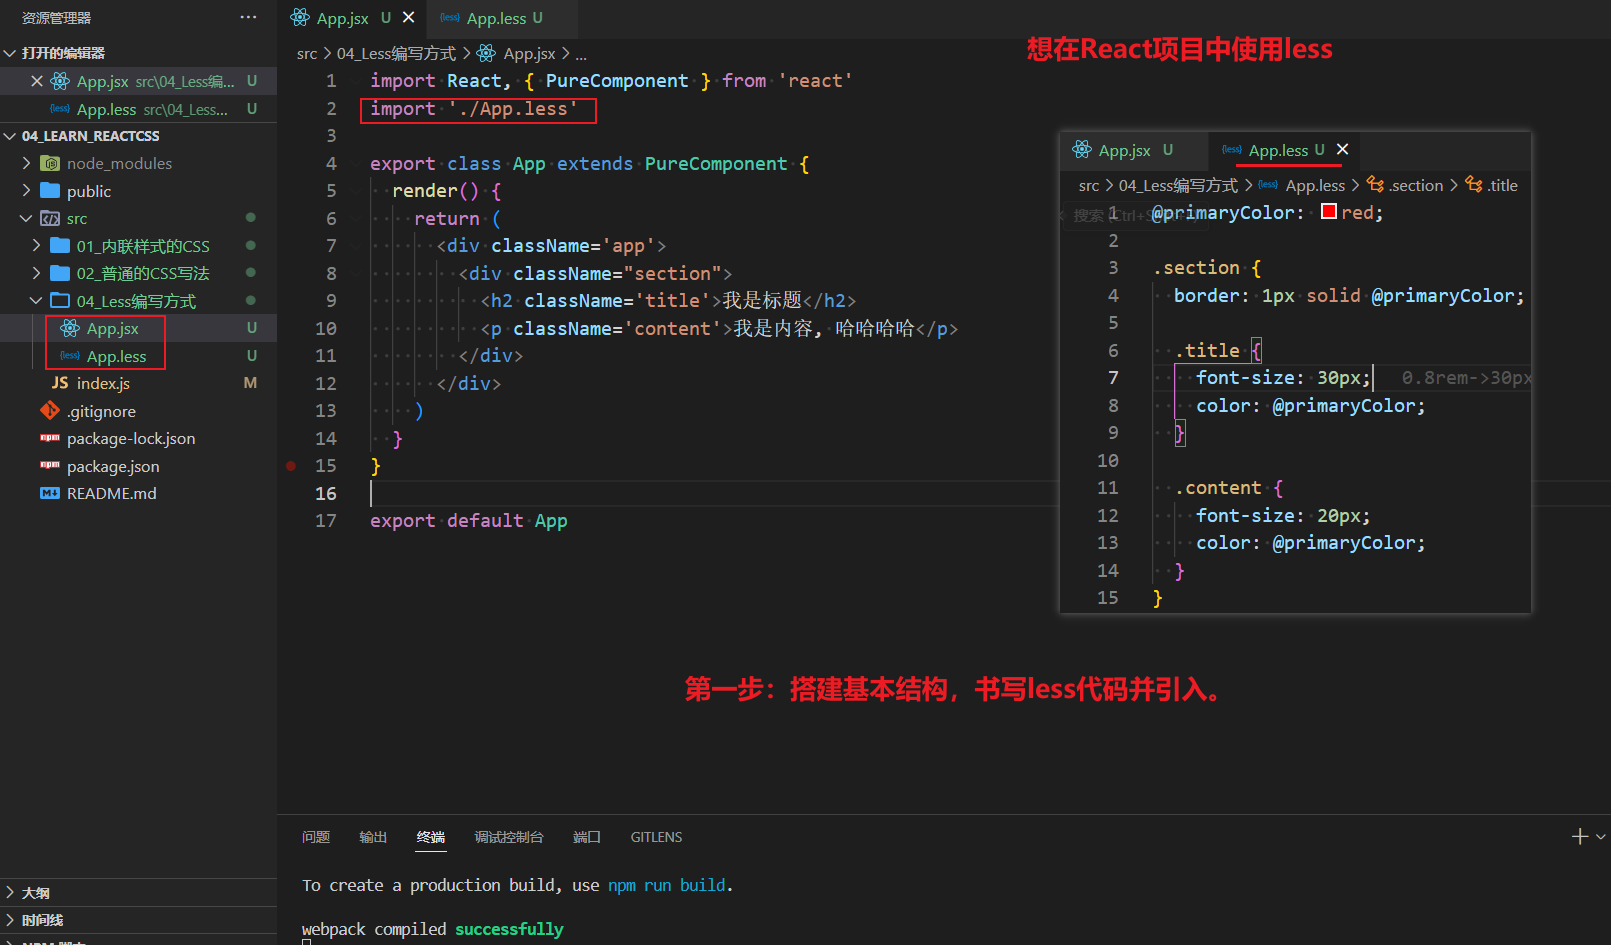 资源管理器 ···
打开的编辑器
App.jsx src\04_Less编... U
{less} App.less src\04_Less... U
04_LEARN_REACTCSS
node_modules
public
src
01_内联样式的CSS
02_普通的CSS写法
04_Less编写方式
App.jsx U
{less} App.less U
JS index.js M
.gitignore
npm package-lock.json
npm package.json
README.md
大纲
时间线
App.jsx U {less} App.less U
src > 04_Less编写方式 > App.jsx > ...
1 import React, { PureComponent } from 'react'
2 import './App.less'
3
4 export class App extends PureComponent {
5 render() {
6 return (
7 <div className='app'>
8 <div className="section">
9 <h2 className='title'>我是标题</h2>
10 <p className='content'>我是内容, 哈哈哈哈</p>
11 </div>
12 </div>
13 )
14 }
15 }
16
17 export default App
想在React项目中使用less
App.jsx U {less} App.less U
src > 04_Less编写方式 > {less} App.less > .section > .title
搜索 (Ctrl+S
1 @primaryColor: red;
2
3 .section {
4 border: 1px solid @primaryColor;
5
6 .title {
7 font-size: 30px; 0.8rem->30px
8 color: @primaryColor;
9 }
10
11 .content {
12 font-size: 20px;
13 color: @primaryColor;
14 }
15 }
第一步：搭建基本结构，书写less代码并引入。
问题 输出 终端 调试控制台 端口 GITLENS
To create a production build, use npm run build.
webpack compiled successfully